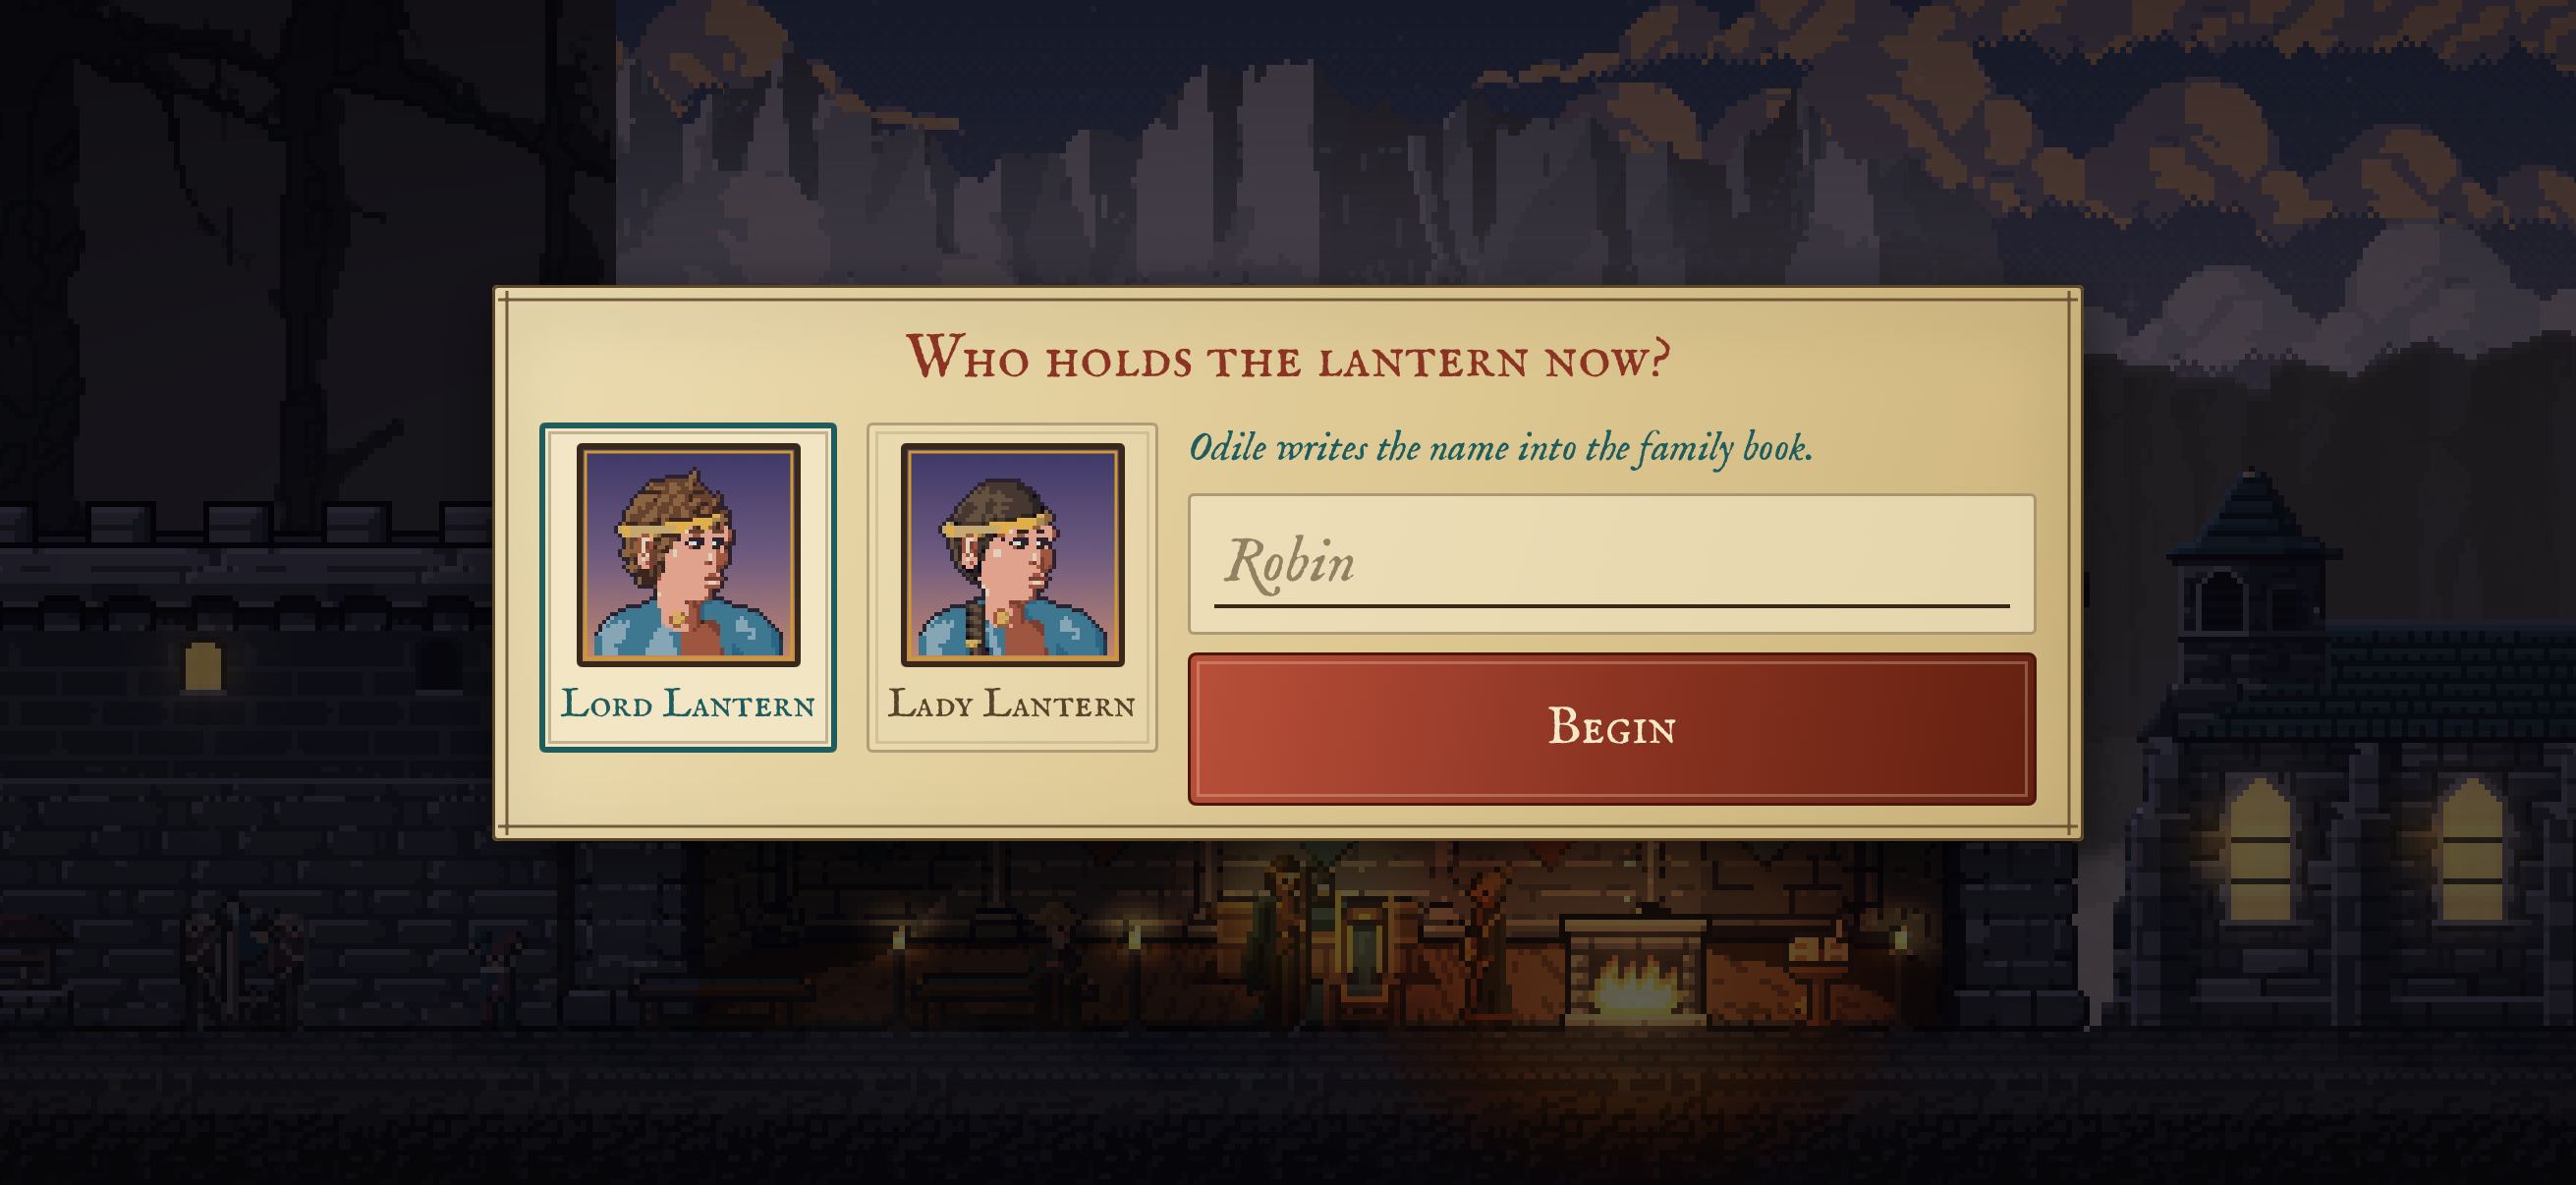 Who holds the lantern now?
Lord Lantern
Lady Lantern
Odile writes the name into the family book.
Robin
Begin